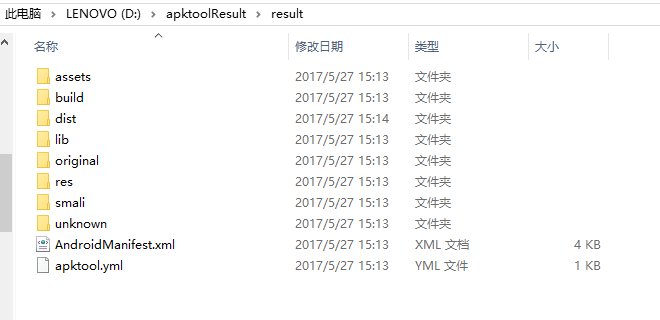 此电脑 › LENOVO (D:) › apktoolResult › result
名称 修改日期 类型 大小
assets 2017/5/27 15:13 文件夹
build 2017/5/27 15:13 文件夹
dist 2017/5/27 15:14 文件夹
lib 2017/5/27 15:13 文件夹
original 2017/5/27 15:13 文件夹
res 2017/5/27 15:13 文件夹
smali 2017/5/27 15:13 文件夹
unknown 2017/5/27 15:13 文件夹
AndroidManifest.xml 2017/5/27 15:13 XML 文档 4 KB
apktool.yml 2017/5/27 15:13 YML 文件 1 KB